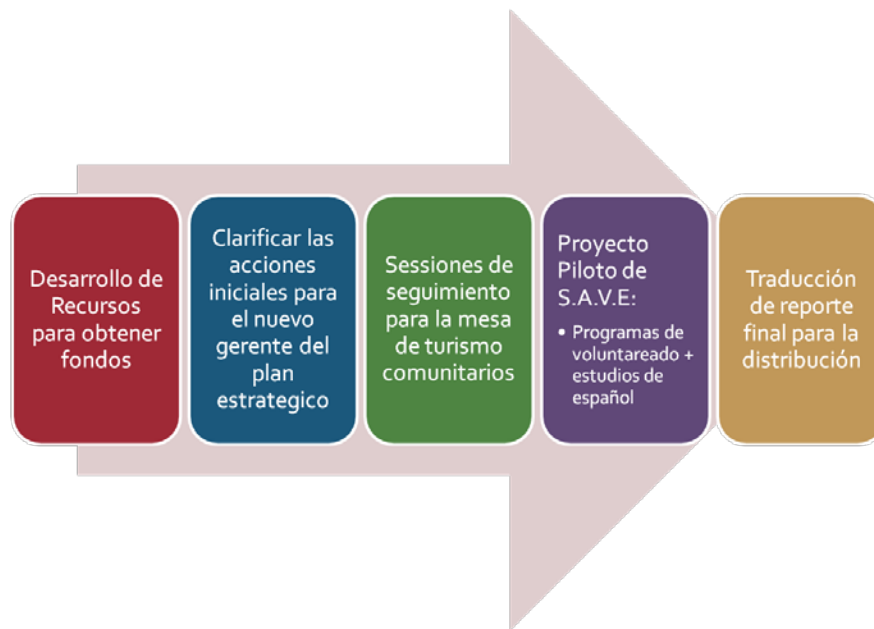 Desarrollo de
Recursos
para obtener
fondos
Clarificar las
acciones
iniciales para
el nuevo
gerente del
plan
estrategico
Sessiones de
seguimiento
para la mesa
de turismo
comunitarios
Proyecto
Piloto de
S.A.V.E:
• Programas de
voluntareado +
estudios de
español
Traducción
de reporte
final para la
distribución